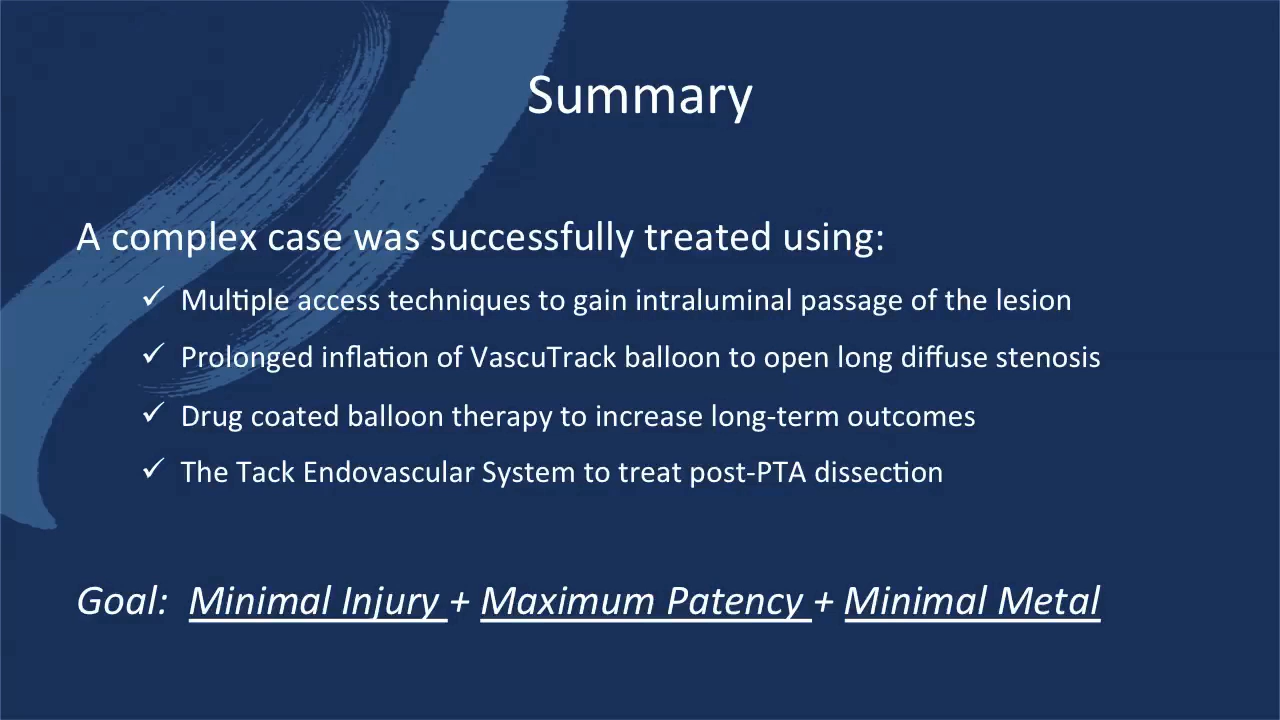 Summary
A complex case was successfully treated using:
✓ Multiple access techniques to gain intraluminal passage of the lesion
✓ Prolonged inflation of VascuTrack balloon to open long diffuse stenosis
✓ Drug coated balloon therapy to increase long-term outcomes
✓ The Tack Endovascular System to treat post-PTA dissection
Goal: Minimal Injury + Maximum Patency + Minimal Metal